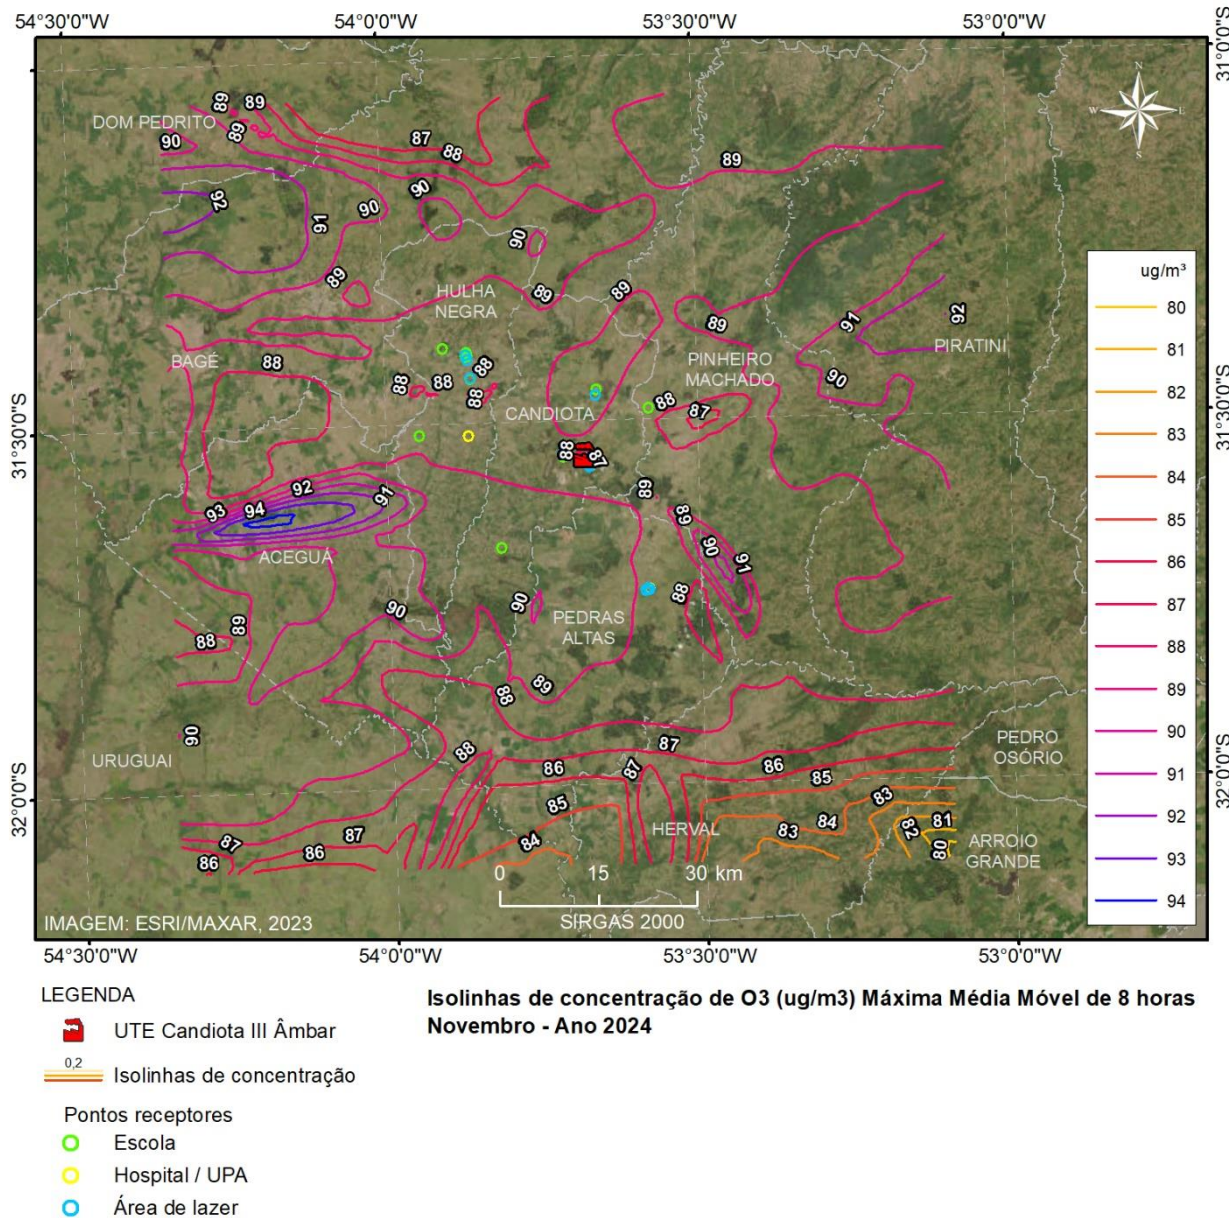 54°30'0"W 54°0'0"W 53°30'0"W 53°0'0"W
31°0'0"S
31°30'0"S
32°0'0"S
31°0'0"S
31°30'0"S
32°0'0"S
N
W E
S
89 89
DOM PEDRITO
89
90
87
88
89
90
92
91
90
90
89
HULHA
NEGRA
89
89
89
91
92
PIRATINI
BAGÉ
88
88
88
88
88
PINHEIRO
MACHADO
90
CANDIOTA
88
87
88
87
89
92
91
93
94
ACEGUÁ
89
90
91
90
90
88
PEDRAS
ALTAS
89
88
88
89
90
URUGUAI
88
87
86
86
87
85
PEDRO
OSÓRIO
85
84
HERVAL
83
84
83
82
81
80
ARROIO
GRANDE
87
87
86
86
0 15 30 km
SIRGAS 2000
IMAGEM: ESRI/MAXAR, 2023
ug/m³
80
81
82
83
84
85
86
87
88
89
90
91
92
93
94
54°30'0"W 54°0'0"W 53°30'0"W 53°0'0"W
LEGENDA
UTE Candiota III Âmbar
0,2
Isolinhas de concentração
Pontos receptores
Escola
Hospital / UPA
Área de lazer
Isolinhas de concentração de O3 (ug/m3) Máxima Média Móvel de 8 horas
Novembro - Ano 2024